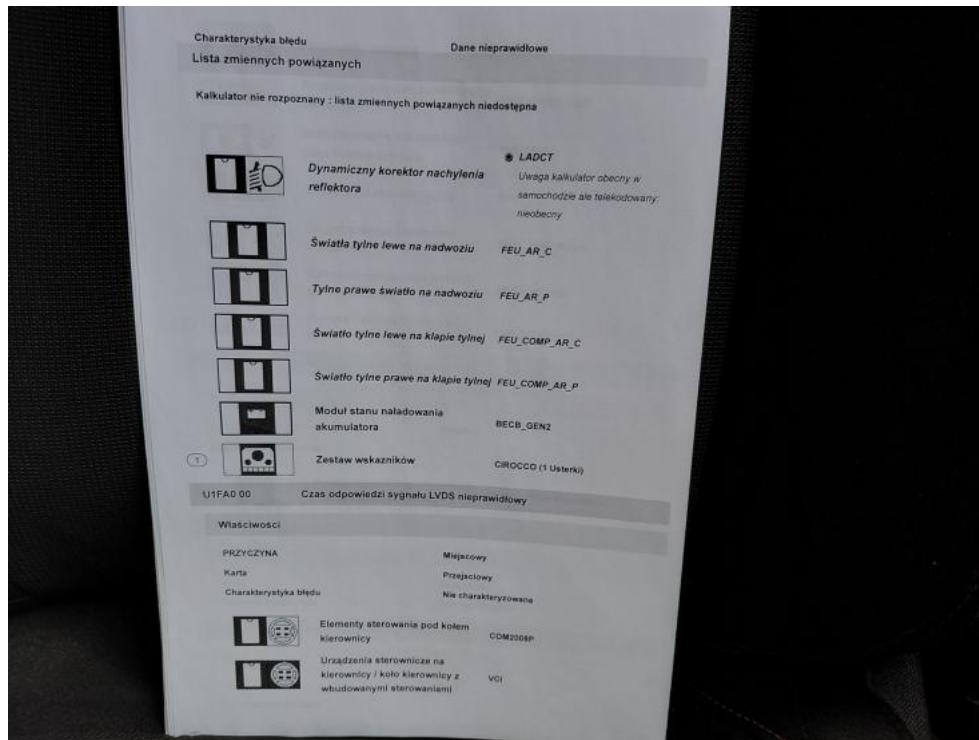 Charakterystyka błędu Dane nieprawidłowe
Lista zmiennych powiązanych
Kalkulator nie rozpoznany : lista zmiennych powiązanych niedostępna
Dynamiczny korektor nachylenia
reflektora
LADCT
Uwaga kalkulator obecny w
samochodzie ale telekodowany:
nieobecny
Światła tylne lewe na nadwoziu FEU_AR_C
Tylne prawe światło na nadwoziu FEU_AR_P
Światło tylne lewe na klapie tylnej FEU_COMP_AR_C
Światło tylne prawe na klapie tylnej FEU_COMP_AR_P
Moduł stanu naładowania
akumulatora
BECB_GEN2
1 Zestaw wskazników CIROCCO (1 Usterki)
U1FA0 00 Czas odpowiedzi sygnału LVDS nieprawidłowy
Właściwości
PRZYCZYNA Miejscowy
Karta Przejściowy
Charakterystyka błędu Nie charakteryzowane
Elementy sterowania pod kołem
kierownicy
COM2008P
Urządzenia sterownicze na
kierownicy / koło kierownicy z
wbudowanymi sterowaniami
VCI